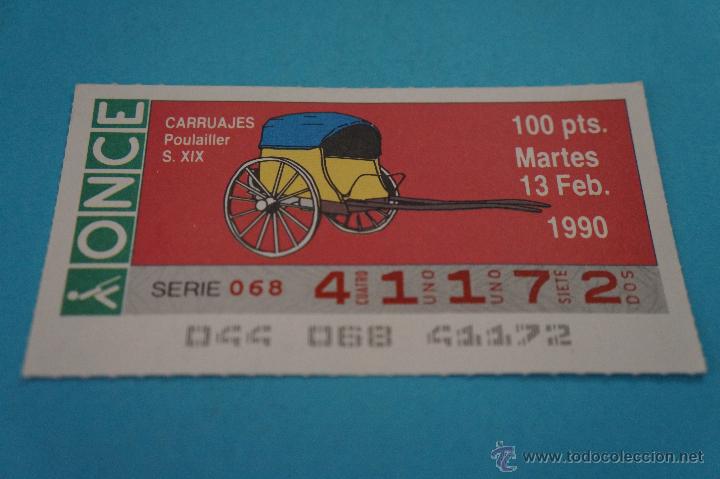 ONCE
CARRUAJES
Poulailler
S. XIX
100 pts.
Martes
13 Feb.
1990
SERIE 068 4 CUATRO 1 UNO 1 UNO 7 SIETE 2 DOS
044 068 41172
© www.todocoleccion.net